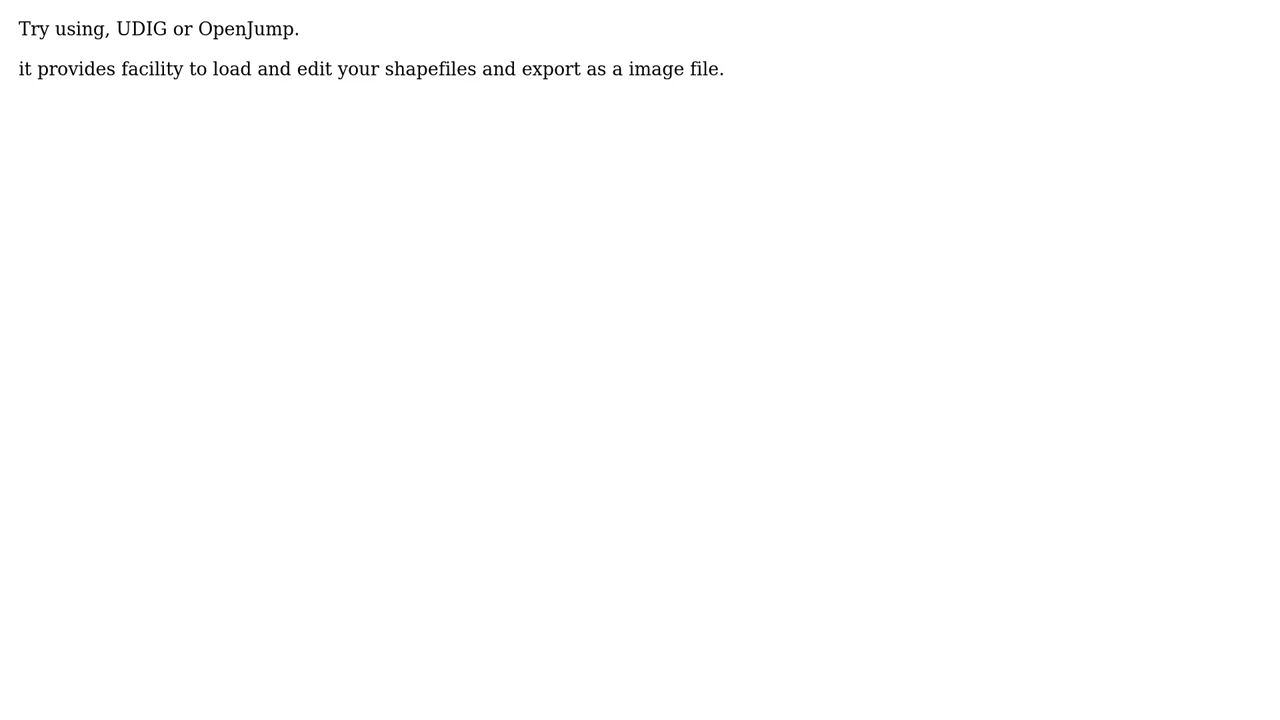 Try using, UDIG or OpenJump.
it provides facility to load and edit your shapefiles and export as a image file.